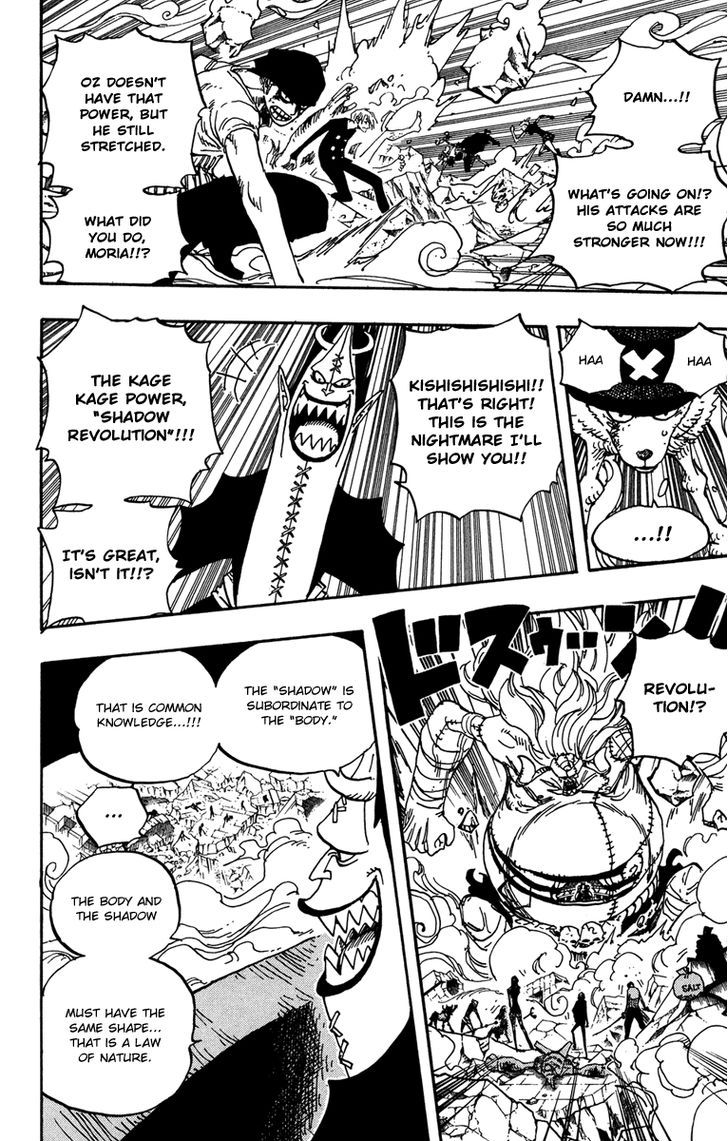 DAMN...!!
WHAT'S GOING ON!?
HIS ATTACKS ARE
SO MUCH
STRONGER NOW!!!
OZ DOESN'T
HAVE THAT
POWER, BUT
HE STILL
STRETCHED.
WHAT DID
YOU DO,
MORIA!!?
HAA
HAA
...!!
KISHISHISHISHI!!
THAT'S RIGHT!
THIS IS THE
NIGHTMARE I'LL
SHOW YOU!!
THE KAGE
KAGE POWER,
"SHADOW
REVOLUTION"!!!
IT'S GREAT,
ISN'T IT!!?
ドスゥン!
REVOLU-
TION!?
SALT
THE "SHADOW" IS
SUBORDINATE TO
THE "BODY."
THAT IS COMMON
KNOWLEDGE...!!!
...
THE BODY AND
THE SHADOW
MUST HAVE THE
SAME SHAPE...
THAT IS A LAW
OF NATURE.